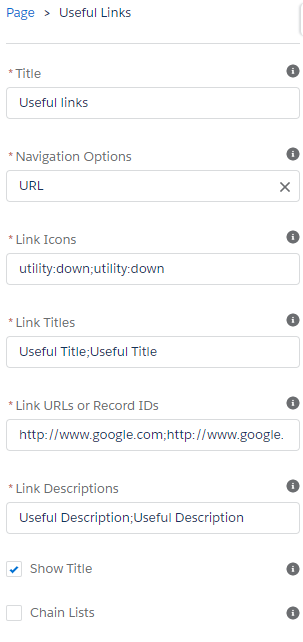 Page > Useful Links
* Title
Useful links
* Navigation Options
URL
* Link Icons
utility:down;utility:down
* Link Titles
Useful Title;Useful Title
* Link URLs or Record IDs
http://www.google.com;http://www.google.
* Link Descriptions
Useful Description;Useful Description
Show Title
Chain Lists